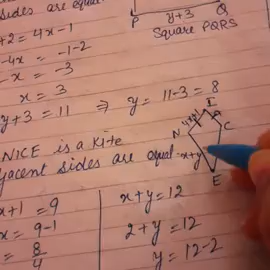 sides are equal.
P
Q
y+3
+2 = 4x-1
Square PQRS
-4x = -1-2
-x = -3
x = 3
y+3 = 11 ⇒ y = 11-3 = 8
I
N
C
NICE is a Kite
adjacent sides are equal
x+y
E
x+1 = 9
x+y = 12
= 9-1
2+y = 12
= 8/4
y = 12-2